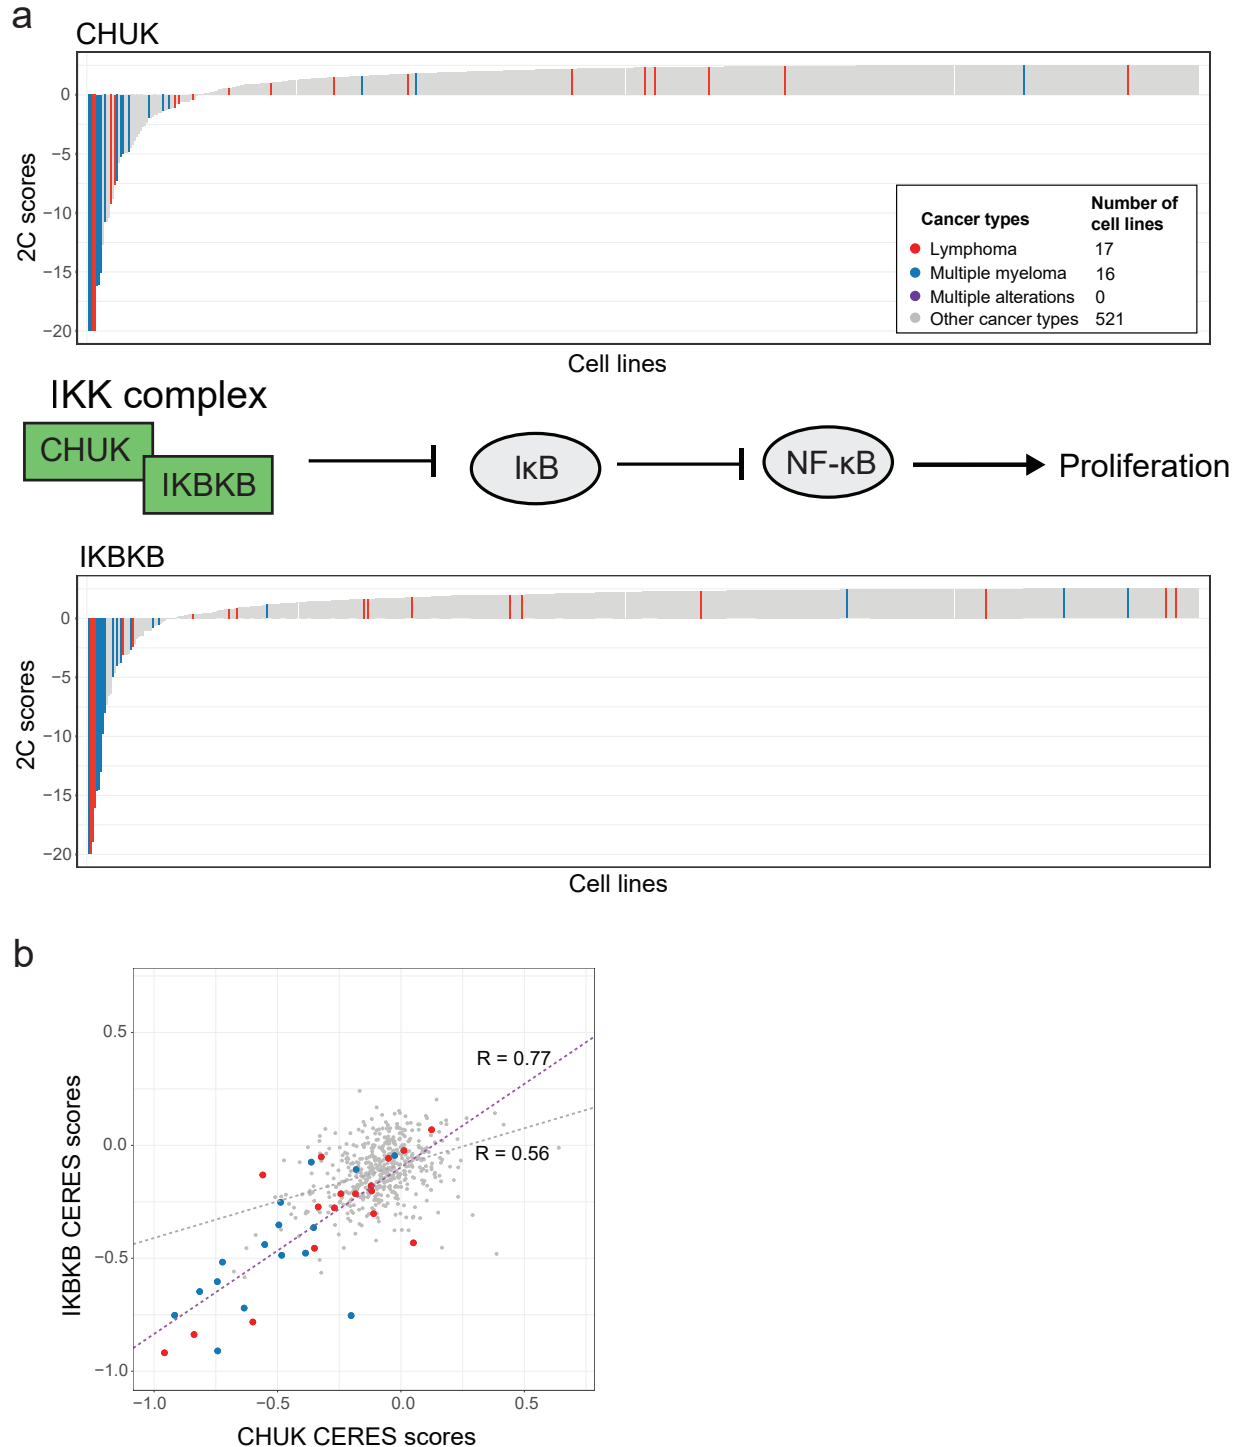 a
CHUK
0
−5
−10
−15
−20
2C scores
Cancer types
Number of
cell lines
Lymphoma 17
Multiple myeloma 16
Multiple alterations 0
Other cancer types 521
Cell lines
IKK complex
CHUK
IKBKB
IκB
NF-κB
Proliferation
IKBKB
0
−5
−10
−15
−20
2C scores
Cell lines
b
0.5
0.0
−0.5
−1.0
IKBKB CERES scores
R = 0.77
R = 0.56
−1.0 −0.5 0.0 0.5
CHUK CERES scores